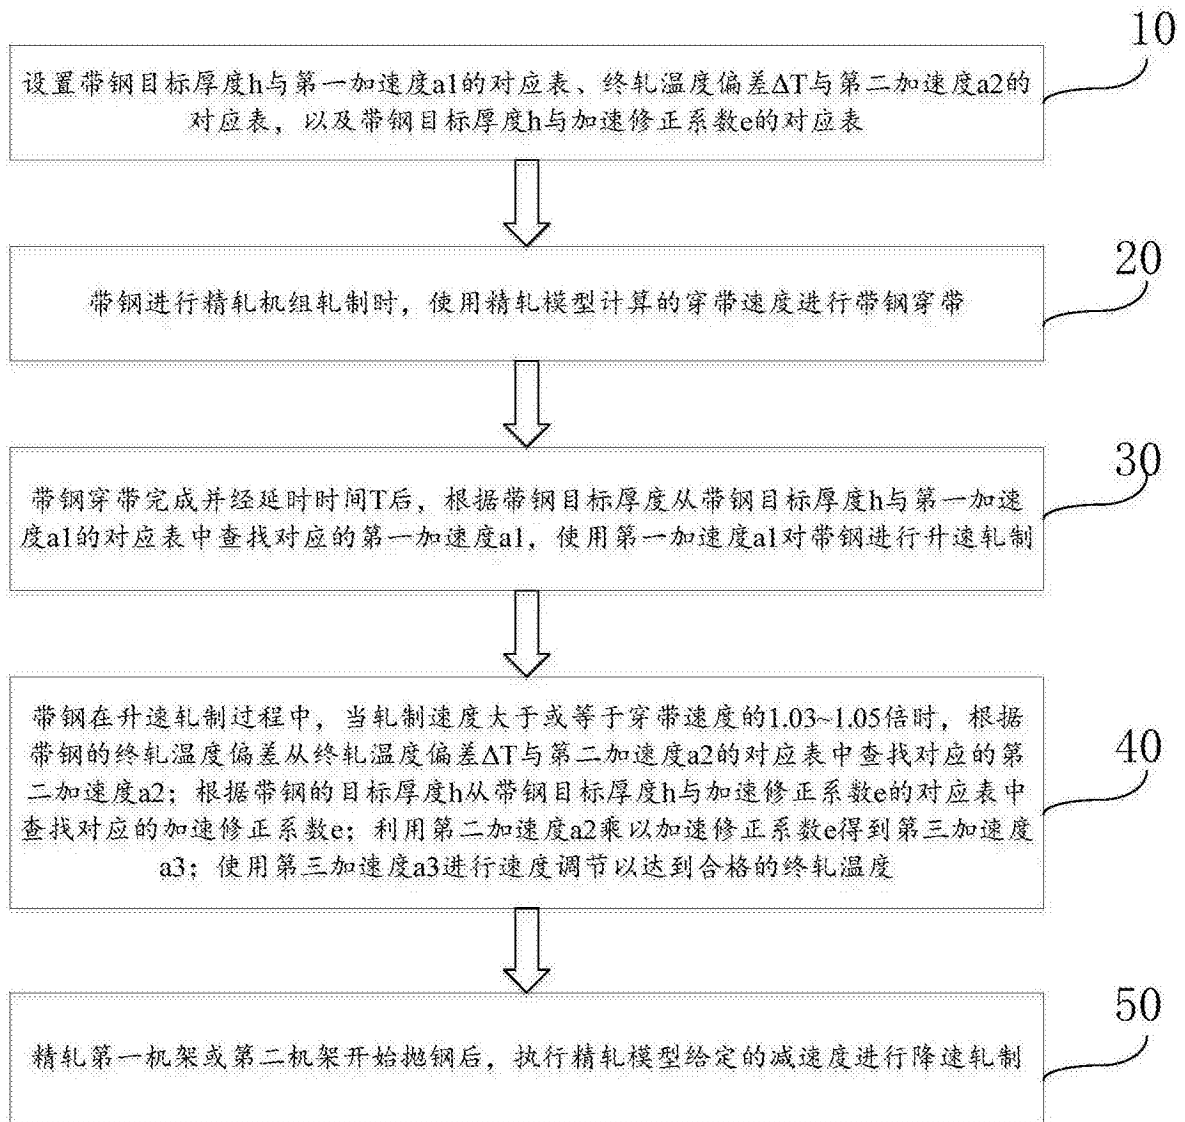 10
设置带钢目标厚度h与第一加速度a1的对应表、终轧温度偏差ΔT与第二加速度a2的
对应表，以及带钢目标厚度h与加速修正系数e的对应表
20
带钢进行精轧机组轧制时，使用精轧模型计算的穿带速度进行带钢穿带
30
带钢穿带完成并经延时时间T后，根据带钢目标厚度从带钢目标厚度h与第一加速
度a1的对应表中查找对应的第一加速度a1，使用第一加速度a1对带钢进行升速轧制
40
带钢在升速轧制过程中，当轧制速度大于或等于穿带速度的1.03~1.05倍时，根据
带钢的终轧温度偏差从终轧温度偏差ΔT与第二加速度a2的对应表中查找对应的第
二加速度a2；根据带钢的目标厚度h从带钢目标厚度h与加速修正系数e的对应表中
查找对应的加速修正系数e；利用第二加速度a2乘以加速修正系数e得到第三加速度
a3；使用第三加速度a3进行速度调节以达到合格的终轧温度
50
精轧第一机架或第二机架开始抛钢后，执行精轧模型给定的减速度进行降速轧制